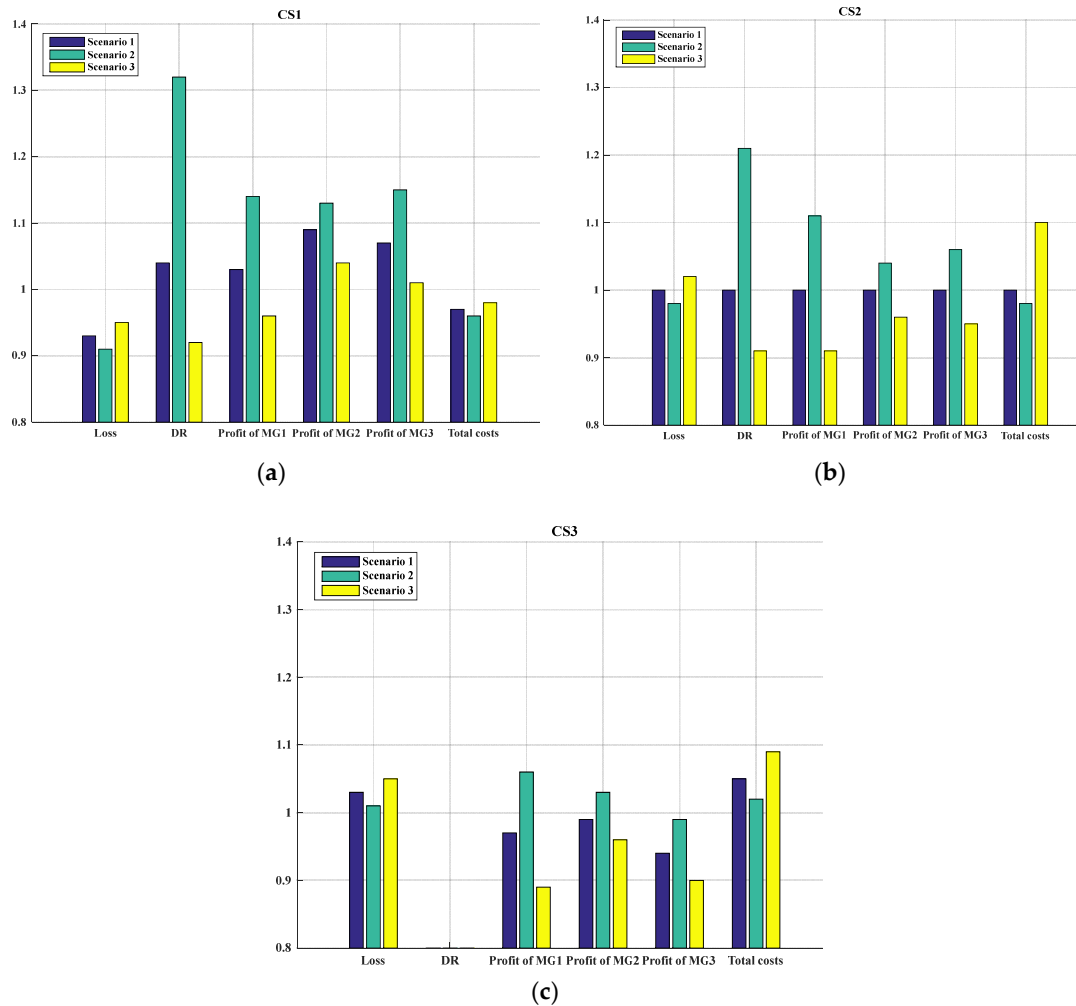 CS1
1.4
1.3
1.2
1.1
1
0.9
0.8
Scenario 1
Scenario 2
Scenario 3
Loss DR Profit of MG1 Profit of MG2 Profit of MG3 Total costs
(a)
CS2
1.4
1.3
1.2
1.1
1
0.9
0.8
Scenario 1
Scenario 2
Scenario 3
Loss DR Profit of MG1 Profit of MG2 Profit of MG3 Total costs
(b)
CS3
1.4
1.3
1.2
1.1
1
0.9
0.8
Scenario 1
Scenario 2
Scenario 3
Loss DR Profit of MG1 Profit of MG2 Profit of MG3 Total costs
(c)